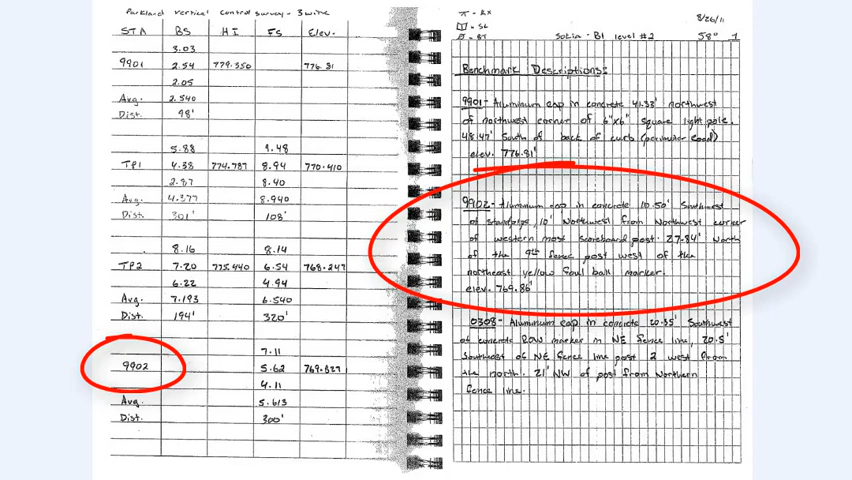 Parkland Vertical Control Survey - 3 wire
STA BS HI FS Elev.
3.03
9901 2.54 779.350 776.81
2.05
Avg. 2.540
Dist. 98'
5.88 9.48
TP1 4.38 774.787 8.94 770.410
2.87 8.40
Avg. 4.377 8.940
Dist. 301' 108'
8.16 8.14
TP2 7.20 775.440 6.54 768.247
6.22 4.94
Avg. 7.193 6.540
Dist. 194' 320'
7.11
9902 5.62 769.827
4.11
Avg. 5.613
Dist. 300'
8/26/11
Sokia - B1 level #2 58° 1
Benchmark Descriptions:
9901- Aluminum cap in concrete 41.33' northwest
of northwest corner of 6"x6" square light pole.
48.47' South of back of curb (perimeter road)
elev. 776.81'
9902- Aluminum cap in concrete 10.50' Southwest
of standpipe, 10' Northwest from Northwest corner
of western most scoreboard post. 27.84' North
of the 9th fence post west of the
northeast yellow foul ball marker.
elev. 769.86'
0308- Aluminum cap in concrete 20.35' Southwest
of concrete ROW marker in NE fence line, 20.5'
Southeast of NE fence line post 2 west from
the north. 21' NW of post from Northern
fence line.